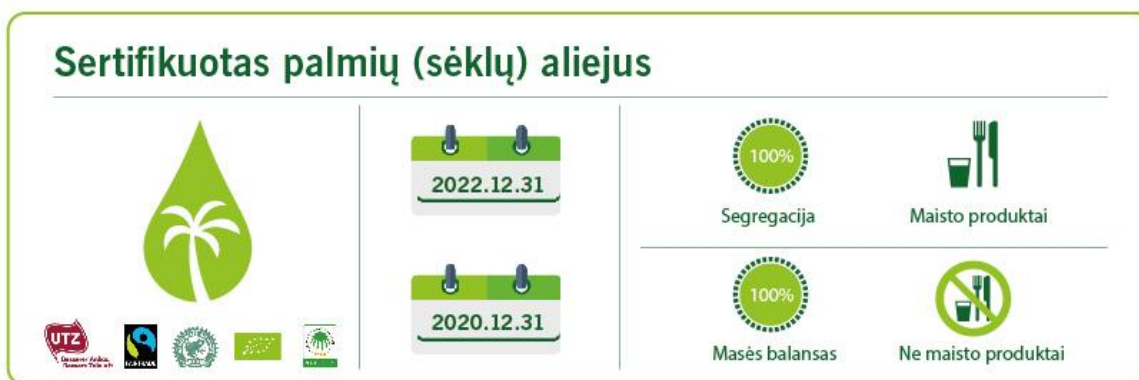 Sertifikuotas palmių (sėklų) aliejus
2022.12.31
100%
Segregacija
Maisto produktai
2020.12.31
100%
Masės balansas
Ne maisto produktai
UTZ
FAIRTRADE